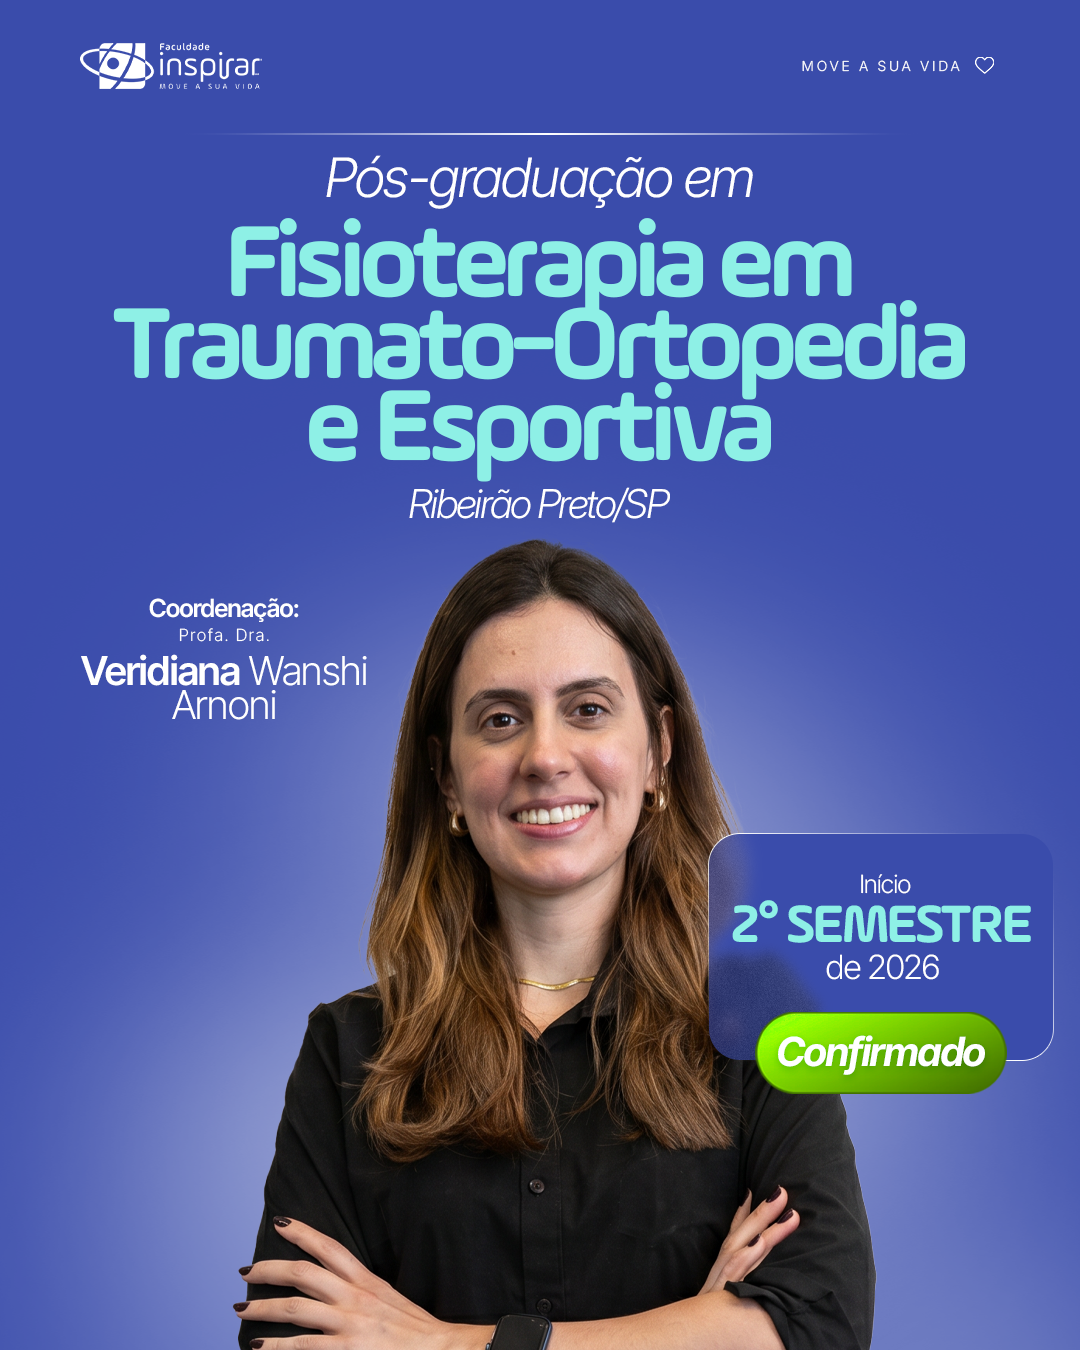 Faculdade
inspirar
MOVE A SUA VIDA
MOVE A SUA VIDA
Pós-graduação em
Fisioterapia em
Traumato-Ortopedia
e Esportiva
Ribeirão Preto/SP
Coordenação:
Profa. Dra.
Veridiana Wanshi
Arnoni
Início
2° SEMESTRE
de 2026
Confirmado